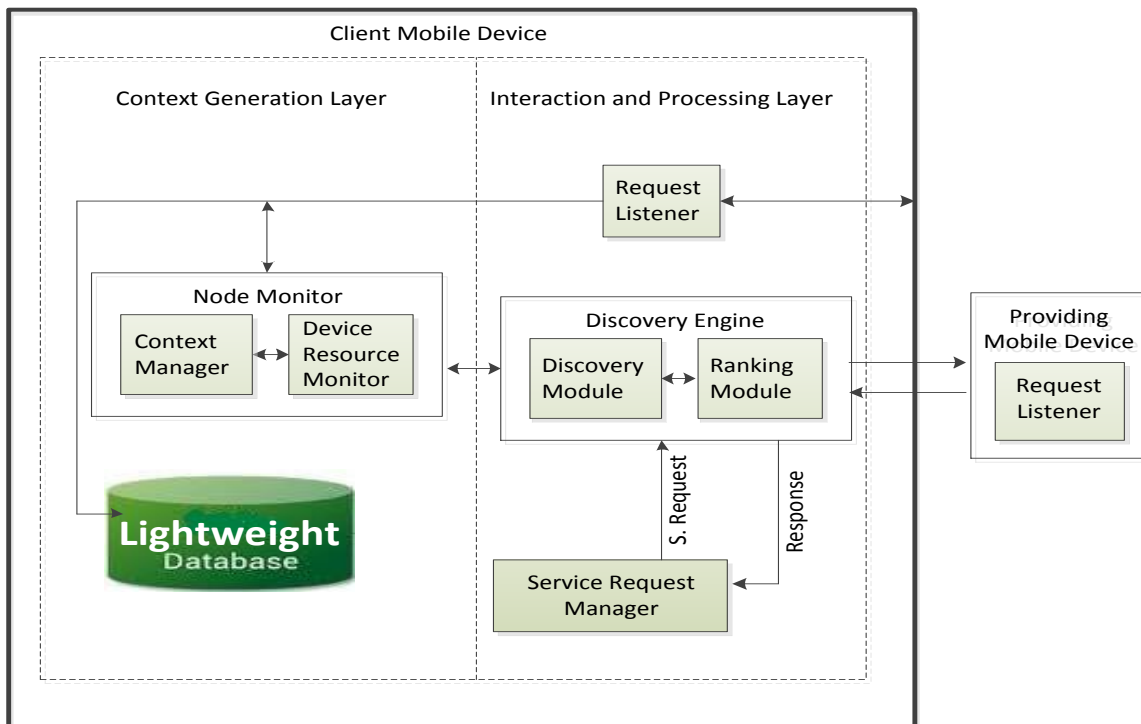 Client Mobile Device
Context Generation Layer
Interaction and Processing Layer
Request
Listener
Node Monitor
Context
Manager
Device
Resource
Monitor
Discovery Engine
Discovery
Module
Ranking
Module
Providing
Mobile Device
Request
Listener
S. Request
Response
Lightweight
Database
Service Request
Manager